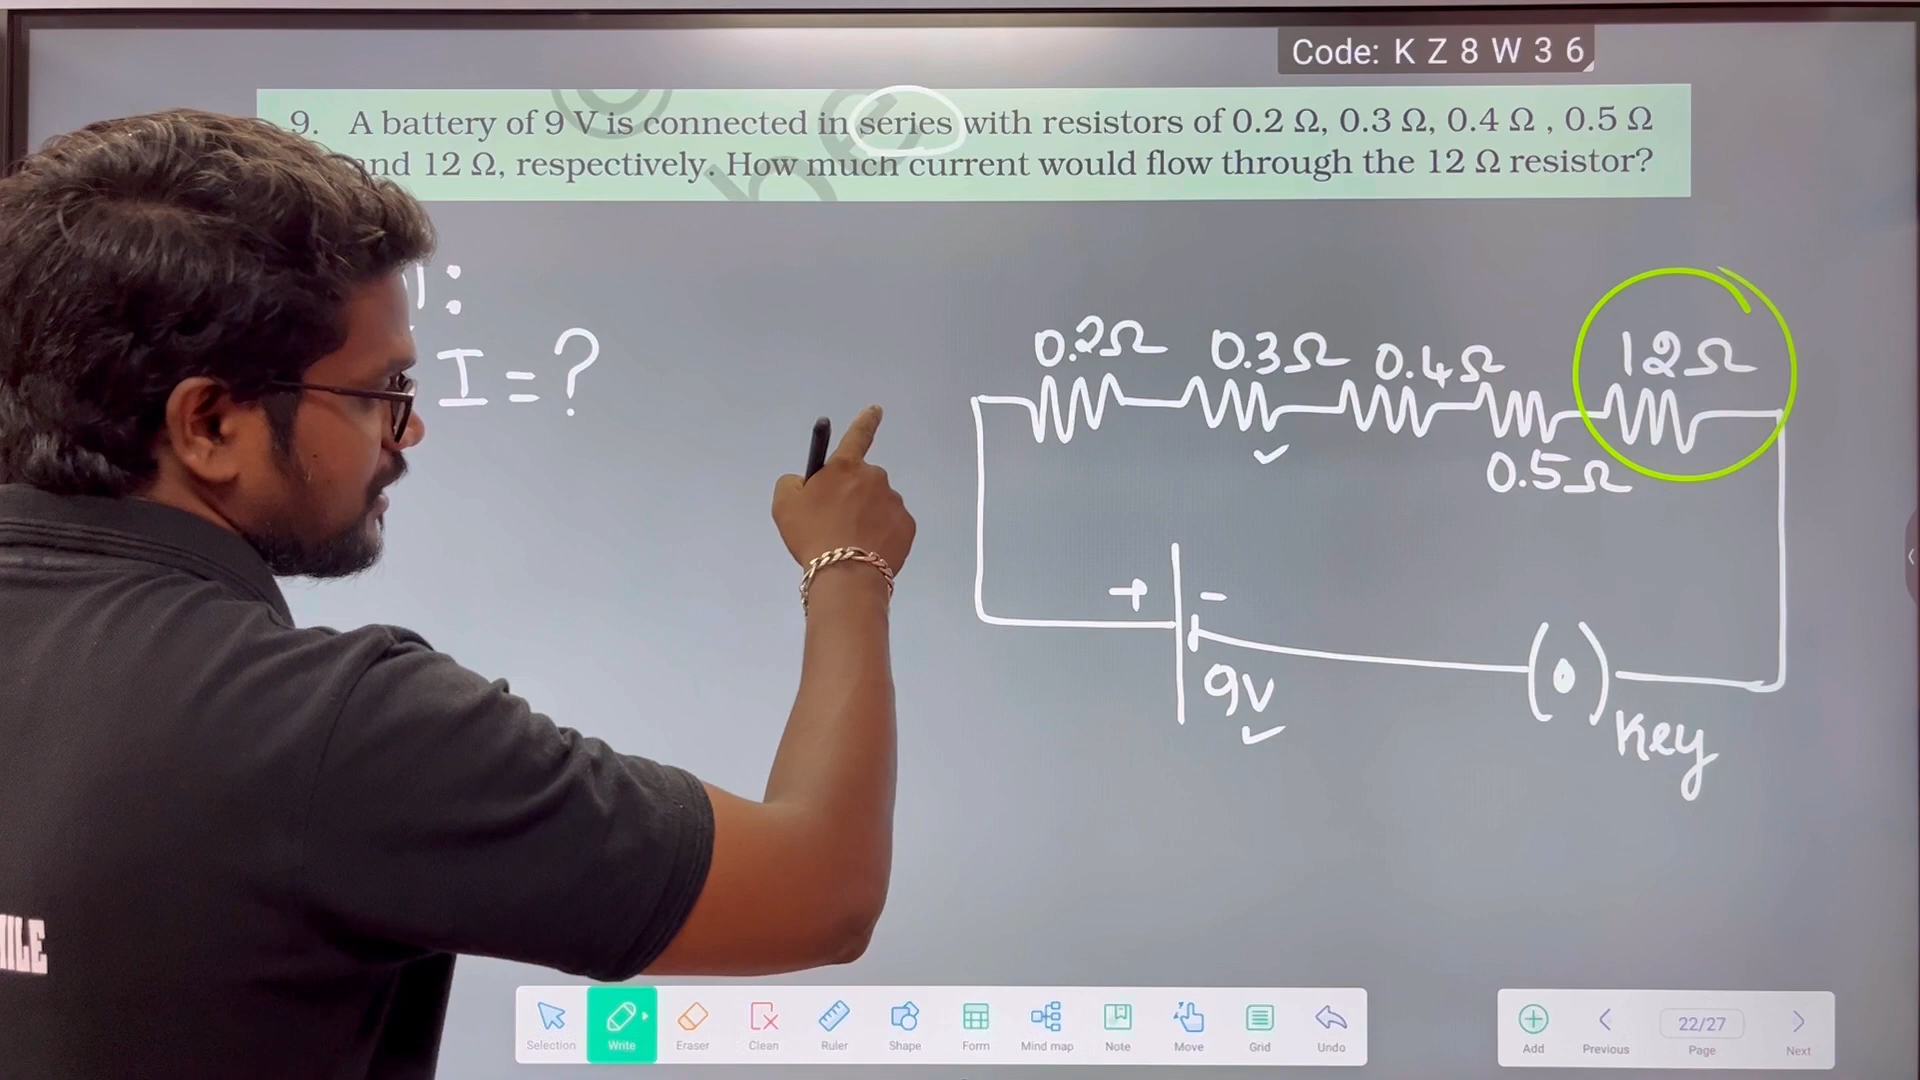 Code: K Z 8 W 3 6
9. A battery of 9 V is connected in series with resistors of 0.2 Ω, 0.3 Ω, 0.4 Ω , 0.5 Ω
nd 12 Ω, respectively. How much current would flow through the 12 Ω resistor?
I = ?
0.2Ω 0.3Ω 0.4Ω 12Ω
0.5Ω
+ -
9V
Key
ILE
Selection Write Eraser Clean Ruler Shape Form Mind map Note Move Grid Undo
Add Previous 22/27 Page Next